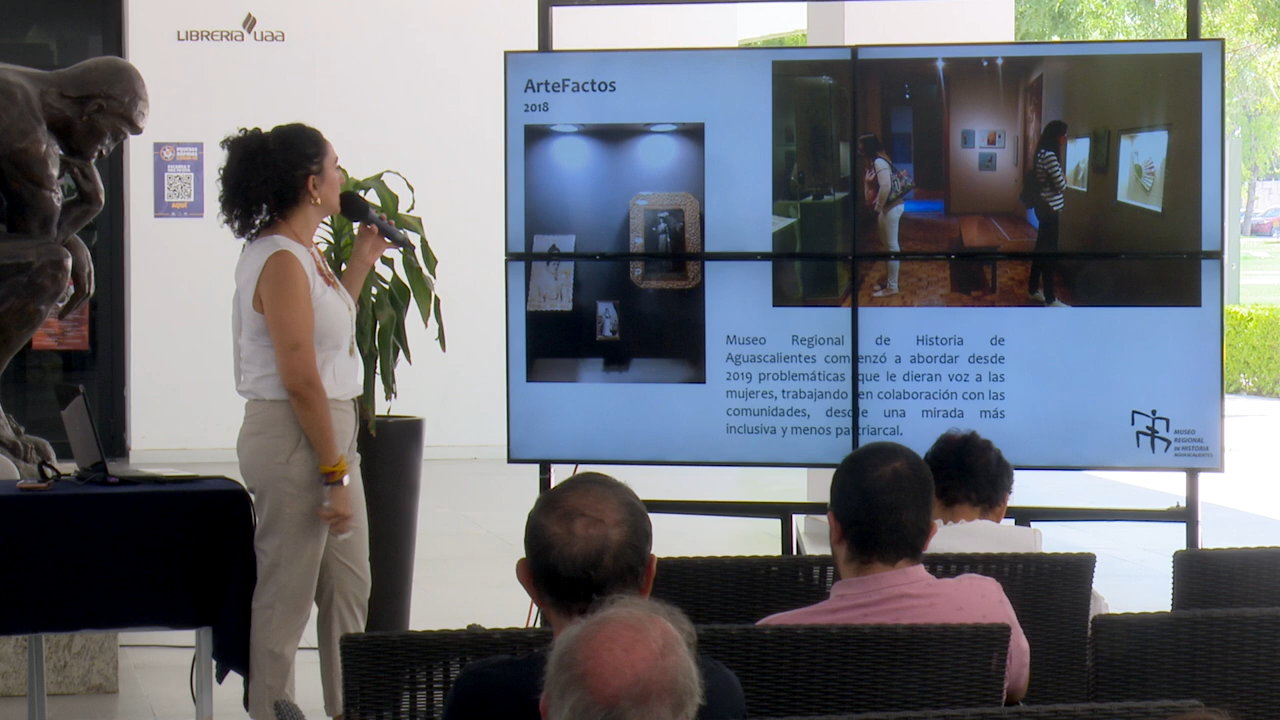 LIBRERÍA UAA
AQUÍ
ArteFactos
2018
Museo Regional de Historia de
Aguascalientes comenzó a abordar desde
2019 problemáticas que le dieran voz a las
mujeres, trabajando en colaboración con las
comunidades, desde una mirada más
inclusiva y menos patriarcal.
MUSEO
REGIONAL
DE HISTORIA
AGUASCALIENTES